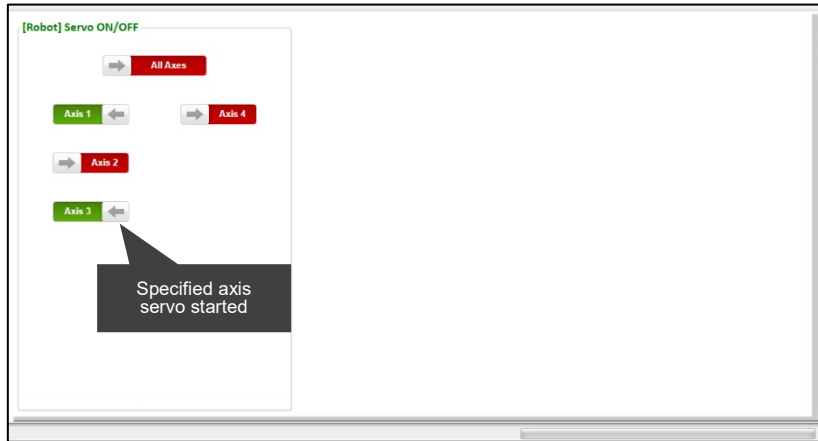 [Robot] Servo ON/OFF
All Axes
Axis 1
Axis 4
Axis 2
Axis 3
Specified axis
servo started